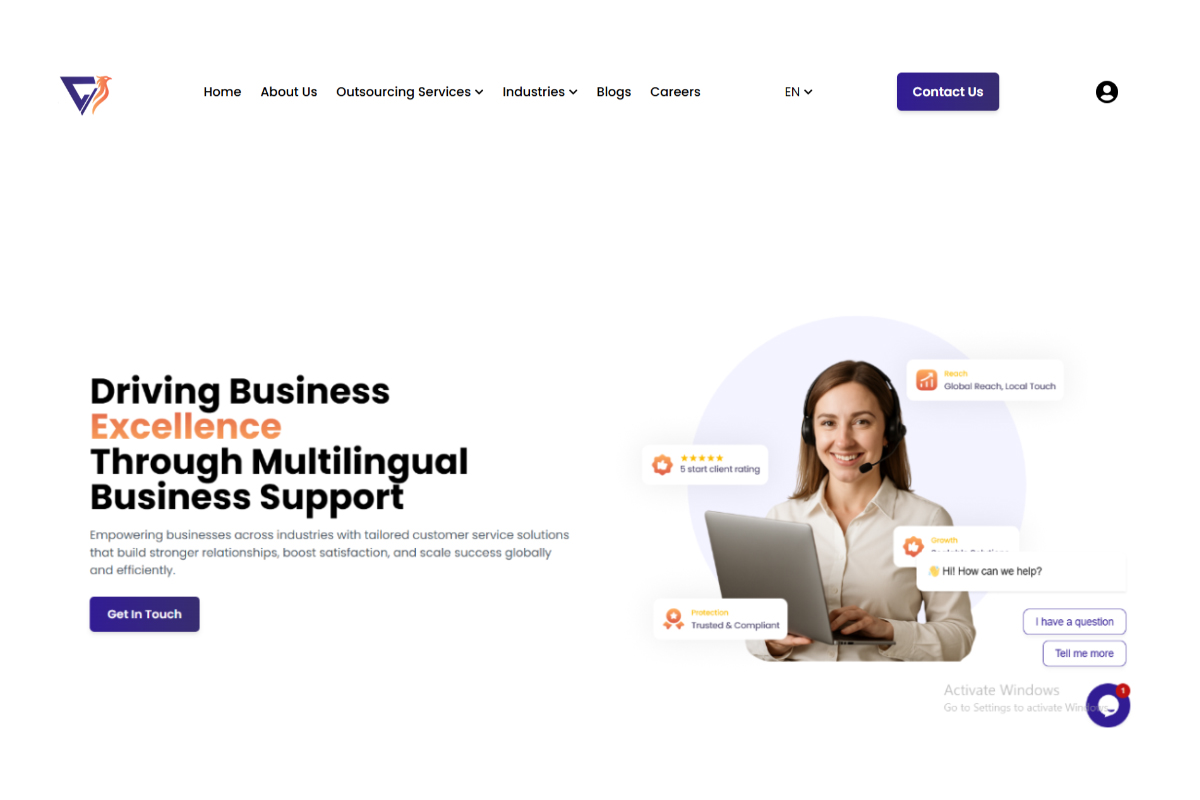 Home About Us Outsourcing Services Industries Blogs Careers EN Contact Us
Driving Business
Excellence
Through Multilingual
Business Support
Empowering businesses across industries with tailored customer service solutions
that build stronger relationships, boost satisfaction, and scale success globally
and efficiently.
Get In Touch
Reach
Global Reach, Local Touch
5 start client rating
Growth
👋 Hi! How can we help?
Protection
Trusted & Compliant
I have a question
Tell me more
1
Activate Windows
Go to Settings to activate Windows.